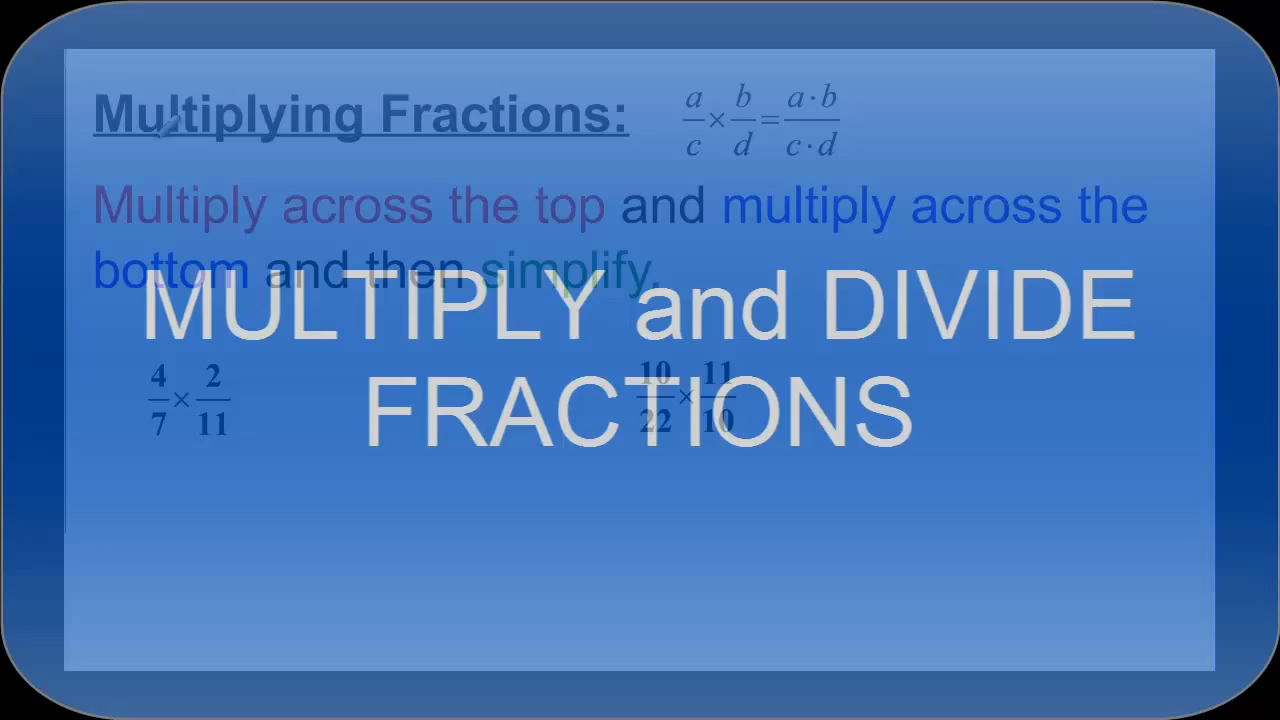 Multiplying Fractions: a/c × b/d = a·b/c·d
Multiply across the top and multiply across the
bottom and then simplify.
MULTIPLY and DIVIDE
FRACTIONS
4/7 × 2/11
10/22 × 11/10